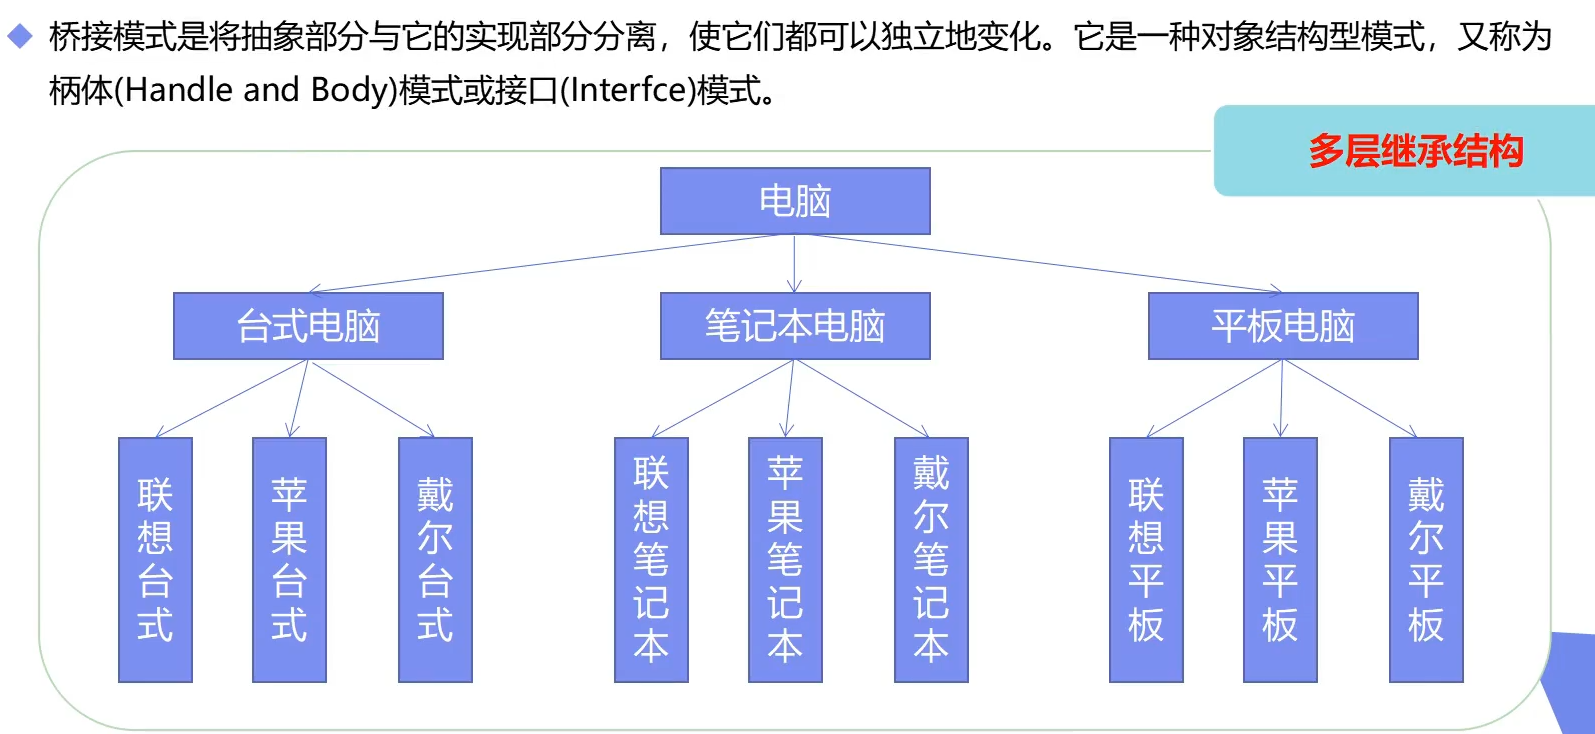 桥接模式是将抽象部分与它的实现部分分离，使它们都可以独立地变化。它是一种对象结构型模式，又称为
柄体(Handle and Body)模式或接口(Interfce)模式。
多层继承结构
电脑
台式电脑
笔记本电脑
平板电脑
联想台式
苹果台式
戴尔台式
联想笔记本
苹果笔记本
戴尔笔记本
联想平板
苹果平板
戴尔平板